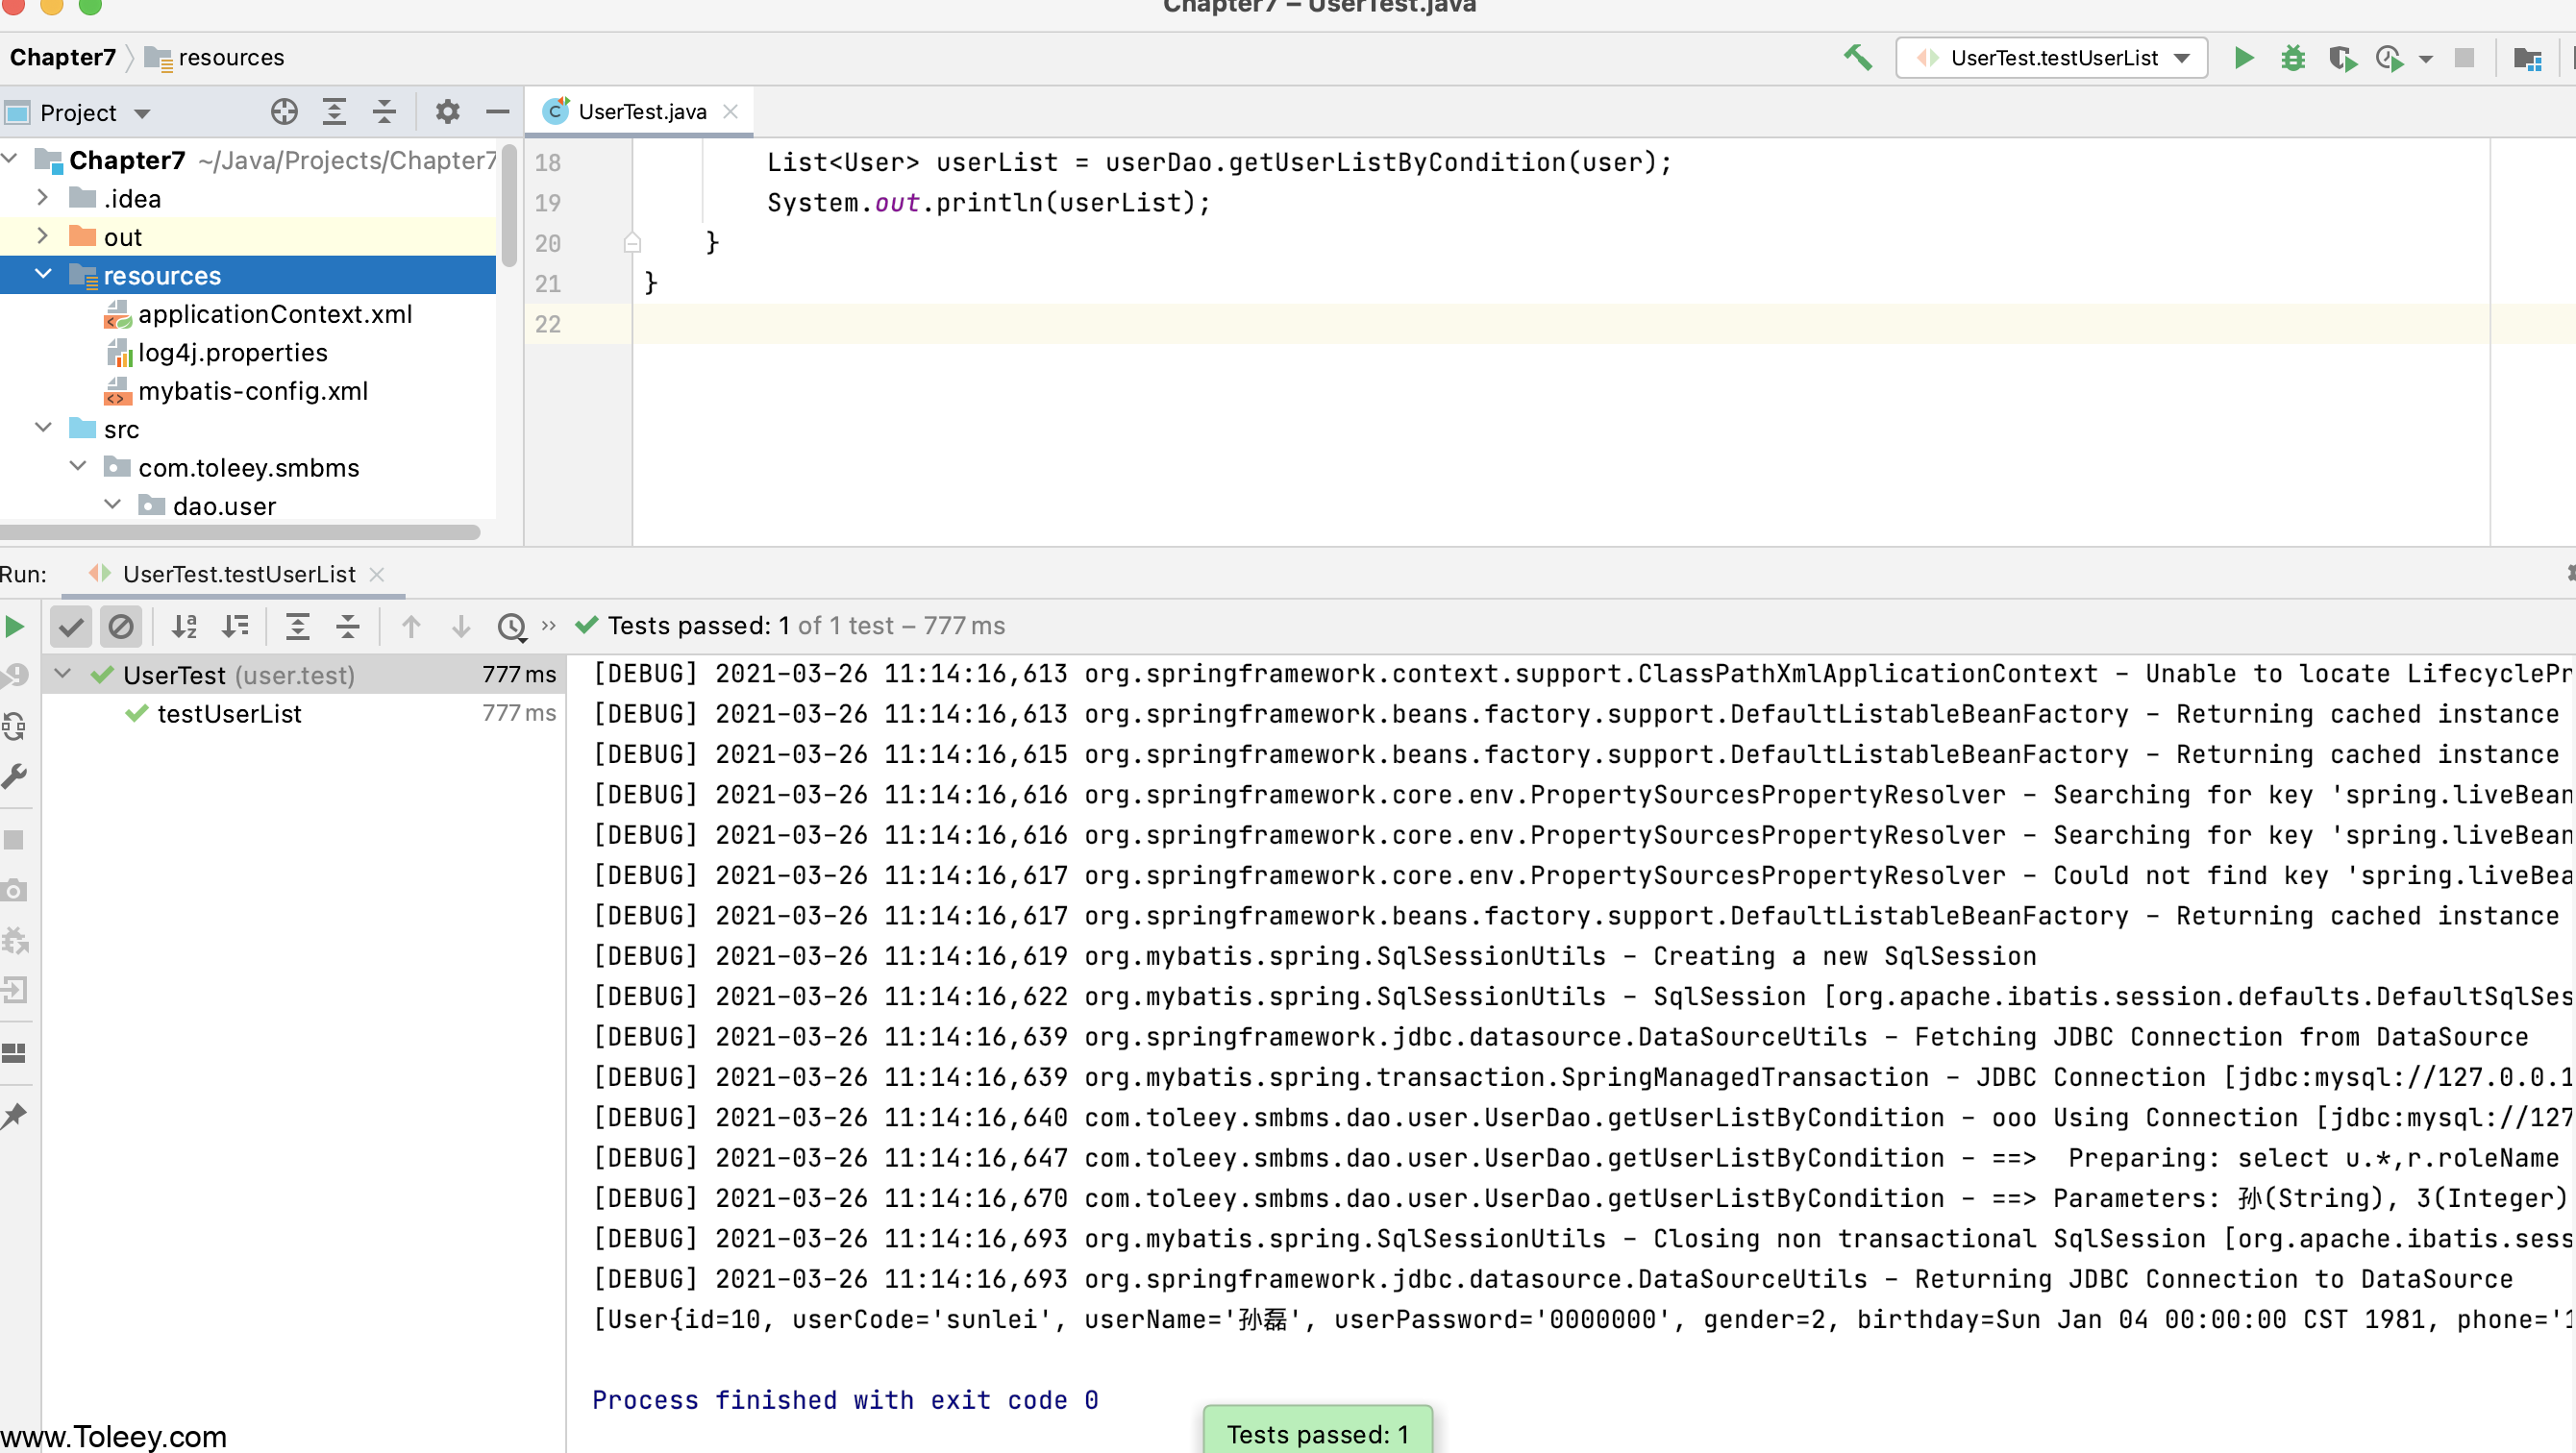 Chapter7 – UserTest.java
Chapter7 resources
UserTest.testUserList
Project
UserTest.java
Chapter7 ~/Java/Projects/Chapter7
.idea
out
resources
applicationContext.xml
log4j.properties
mybatis-config.xml
src
com.toleey.smbms
dao.user
18 List<User> userList = userDao.getUserListByCondition(user);
19 System.out.println(userList);
20 }
21 }
22
Run: UserTest.testUserList
Tests passed: 1 of 1 test – 777 ms
UserTest (user.test) 777 ms
testUserList 777 ms
[DEBUG] 2021-03-26 11:14:16,613 org.springframework.context.support.ClassPathXmlApplicationContext - Unable to locate LifecyclePr
[DEBUG] 2021-03-26 11:14:16,613 org.springframework.beans.factory.support.DefaultListableBeanFactory - Returning cached instance
[DEBUG] 2021-03-26 11:14:16,615 org.springframework.beans.factory.support.DefaultListableBeanFactory - Returning cached instance
[DEBUG] 2021-03-26 11:14:16,616 org.springframework.core.env.PropertySourcesPropertyResolver - Searching for key 'spring.liveBean
[DEBUG] 2021-03-26 11:14:16,616 org.springframework.core.env.PropertySourcesPropertyResolver - Searching for key 'spring.liveBean
[DEBUG] 2021-03-26 11:14:16,617 org.springframework.core.env.PropertySourcesPropertyResolver - Could not find key 'spring.liveBea
[DEBUG] 2021-03-26 11:14:16,617 org.springframework.beans.factory.support.DefaultListableBeanFactory - Returning cached instance
[DEBUG] 2021-03-26 11:14:16,619 org.mybatis.spring.SqlSessionUtils - Creating a new SqlSession
[DEBUG] 2021-03-26 11:14:16,622 org.mybatis.spring.SqlSessionUtils - SqlSession [org.apache.ibatis.session.defaults.DefaultSqlSes
[DEBUG] 2021-03-26 11:14:16,639 org.springframework.jdbc.datasource.DataSourceUtils - Fetching JDBC Connection from DataSource
[DEBUG] 2021-03-26 11:14:16,639 org.mybatis.spring.transaction.SpringManagedTransaction - JDBC Connection [jdbc:mysql://127.0.0.1
[DEBUG] 2021-03-26 11:14:16,640 com.toleey.smbms.dao.user.UserDao.getUserListByCondition - ooo Using Connection [jdbc:mysql://127
[DEBUG] 2021-03-26 11:14:16,647 com.toleey.smbms.dao.user.UserDao.getUserListByCondition - ==>  Preparing: select u.*,r.roleName
[DEBUG] 2021-03-26 11:14:16,670 com.toleey.smbms.dao.user.UserDao.getUserListByCondition - ==> Parameters: 孙(String), 3(Integer)
[DEBUG] 2021-03-26 11:14:16,693 org.mybatis.spring.SqlSessionUtils - Closing non transactional SqlSession [org.apache.ibatis.sess
[DEBUG] 2021-03-26 11:14:16,693 org.springframework.jdbc.datasource.DataSourceUtils - Returning JDBC Connection to DataSource
[User{id=10, userCode='sunlei', userName='孙磊', userPassword='0000000', gender=2, birthday=Sun Jan 04 00:00:00 CST 1981, phone='1
Process finished with exit code 0
Tests passed: 1
www.Toleey.com